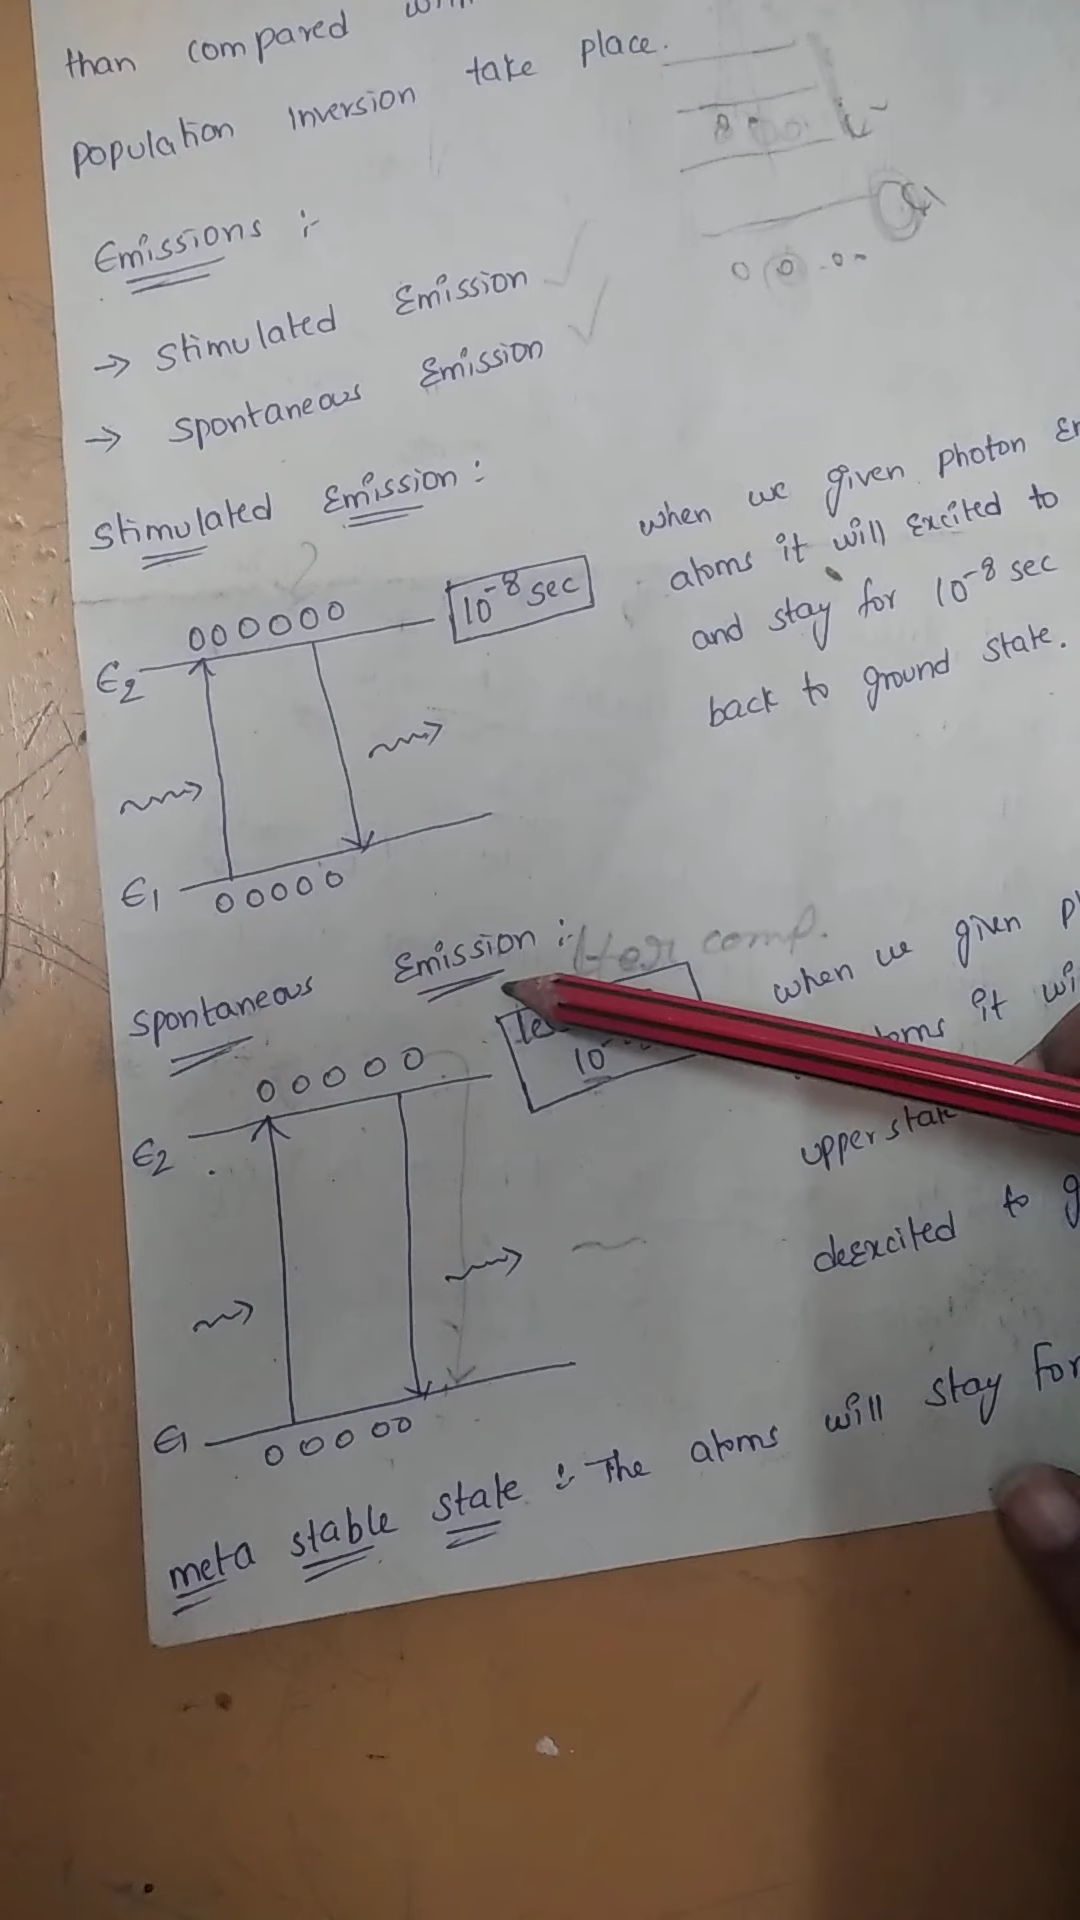 than compared
population Inversion take place.
Emissions :-
→ Stimulated Emission ✓
→ Spontaneous Emission ✓
Stimulated Emission :
000000
10⁻⁸ sec
E2
E1
00000
when we given photon
atoms it will Excited to
and stay for 10⁻⁸ sec
back to ground state.
Spontaneous Emission :-
comp.
10
00000
E2
E1
00000
when we given
it
upper
deexcited to
meta stable state :- The atoms will stay for